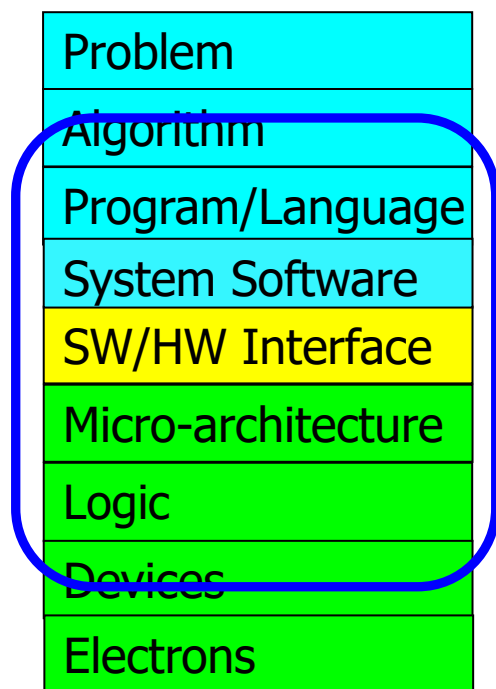 Problem
Algorithm
Program/Language
System Software
SW/HW Interface
Micro-architecture
Logic
Devices
Electrons